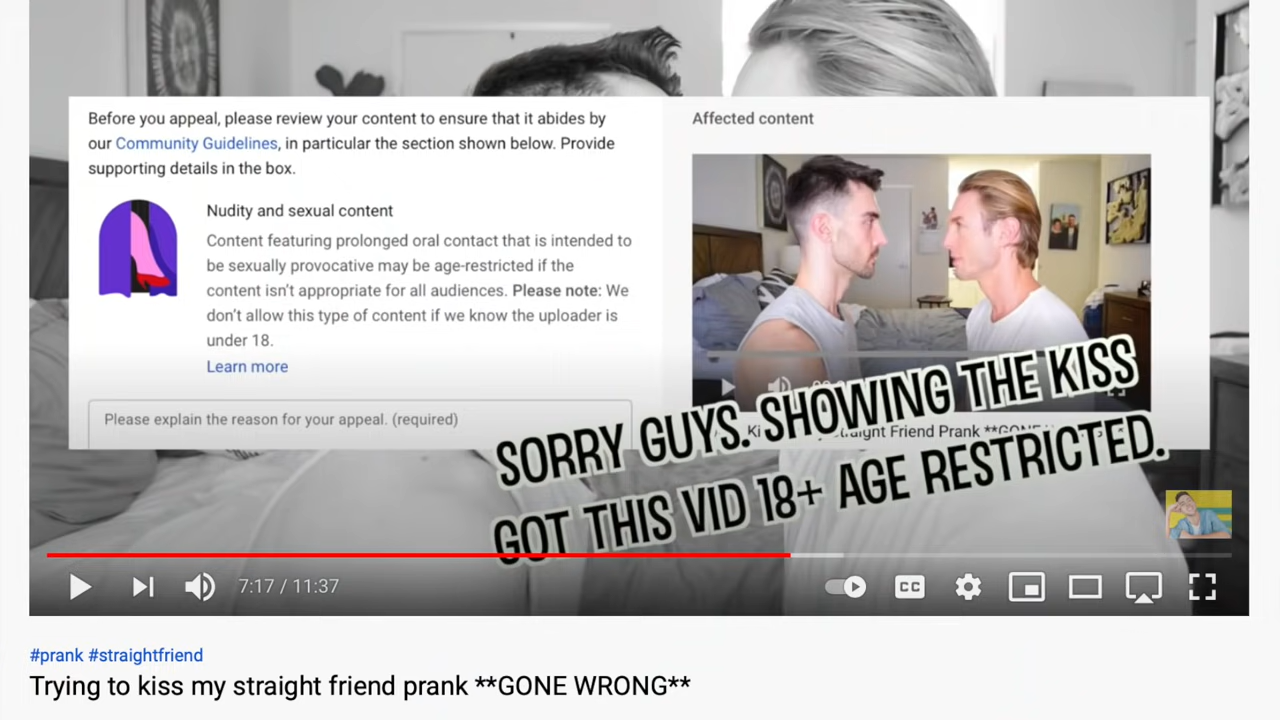 Before you appeal, please review your content to ensure that it abides by
our Community Guidelines, in particular the section shown below. Provide
supporting details in the box.
Nudity and sexual content
Content featuring prolonged oral contact that is intended to
be sexually provocative may be age-restricted if the
content isn't appropriate for all audiences. Please note: We
don't allow this type of content if we know the uploader is
under 18.
Learn more
Please explain the reason for your appeal. (required)
Affected content
Straight Friend Prank
SORRY GUYS. SHOWING THE KISS
GOT THIS VID 18+ AGE RESTRICTED.
7:17 / 11:37
CC
#prank #straightfriend
Trying to kiss my straight friend prank **GONE WRONG**